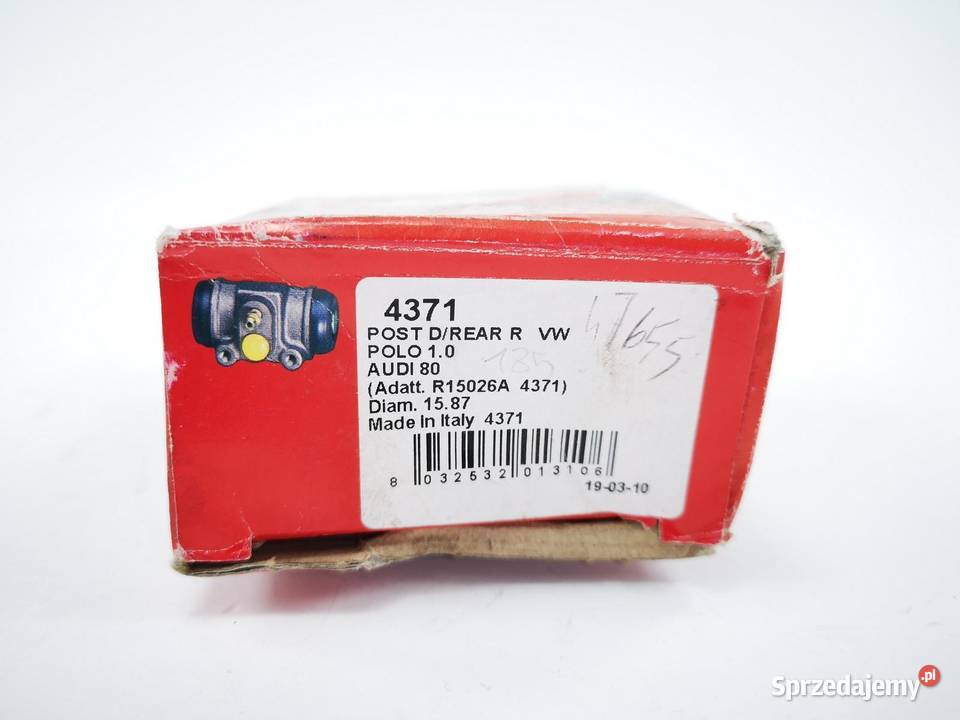 4371
POST D/REAR R VW
POLO 1.0
AUDI 80
(Adatt. R15026A 4371)
Diam. 15.87
Made In Italy 4371
8 032532 013106
19-03-10
185
Sprzedajemy.pl